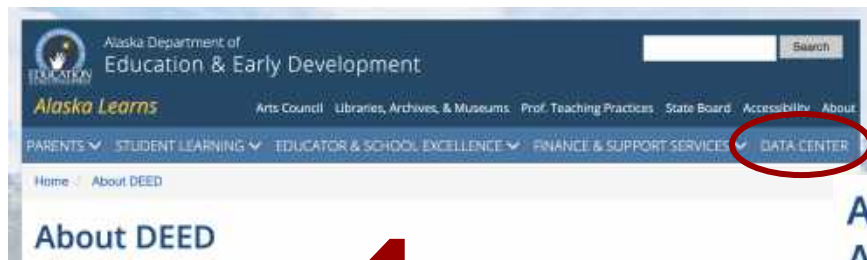 Alaska Department of
Education & Early Development
Search
EDUCATION
Alaska Learns
Arts Council Libraries, Archives, & Museums Prof. Teaching Practices State Board Accessibility About
PARENTS STUDENT LEARNING EDUCATOR & SCHOOL EXCELLENCE FINANCE & SUPPORT SERVICES DATA CENTER
Home / About DEED
About DEED
A